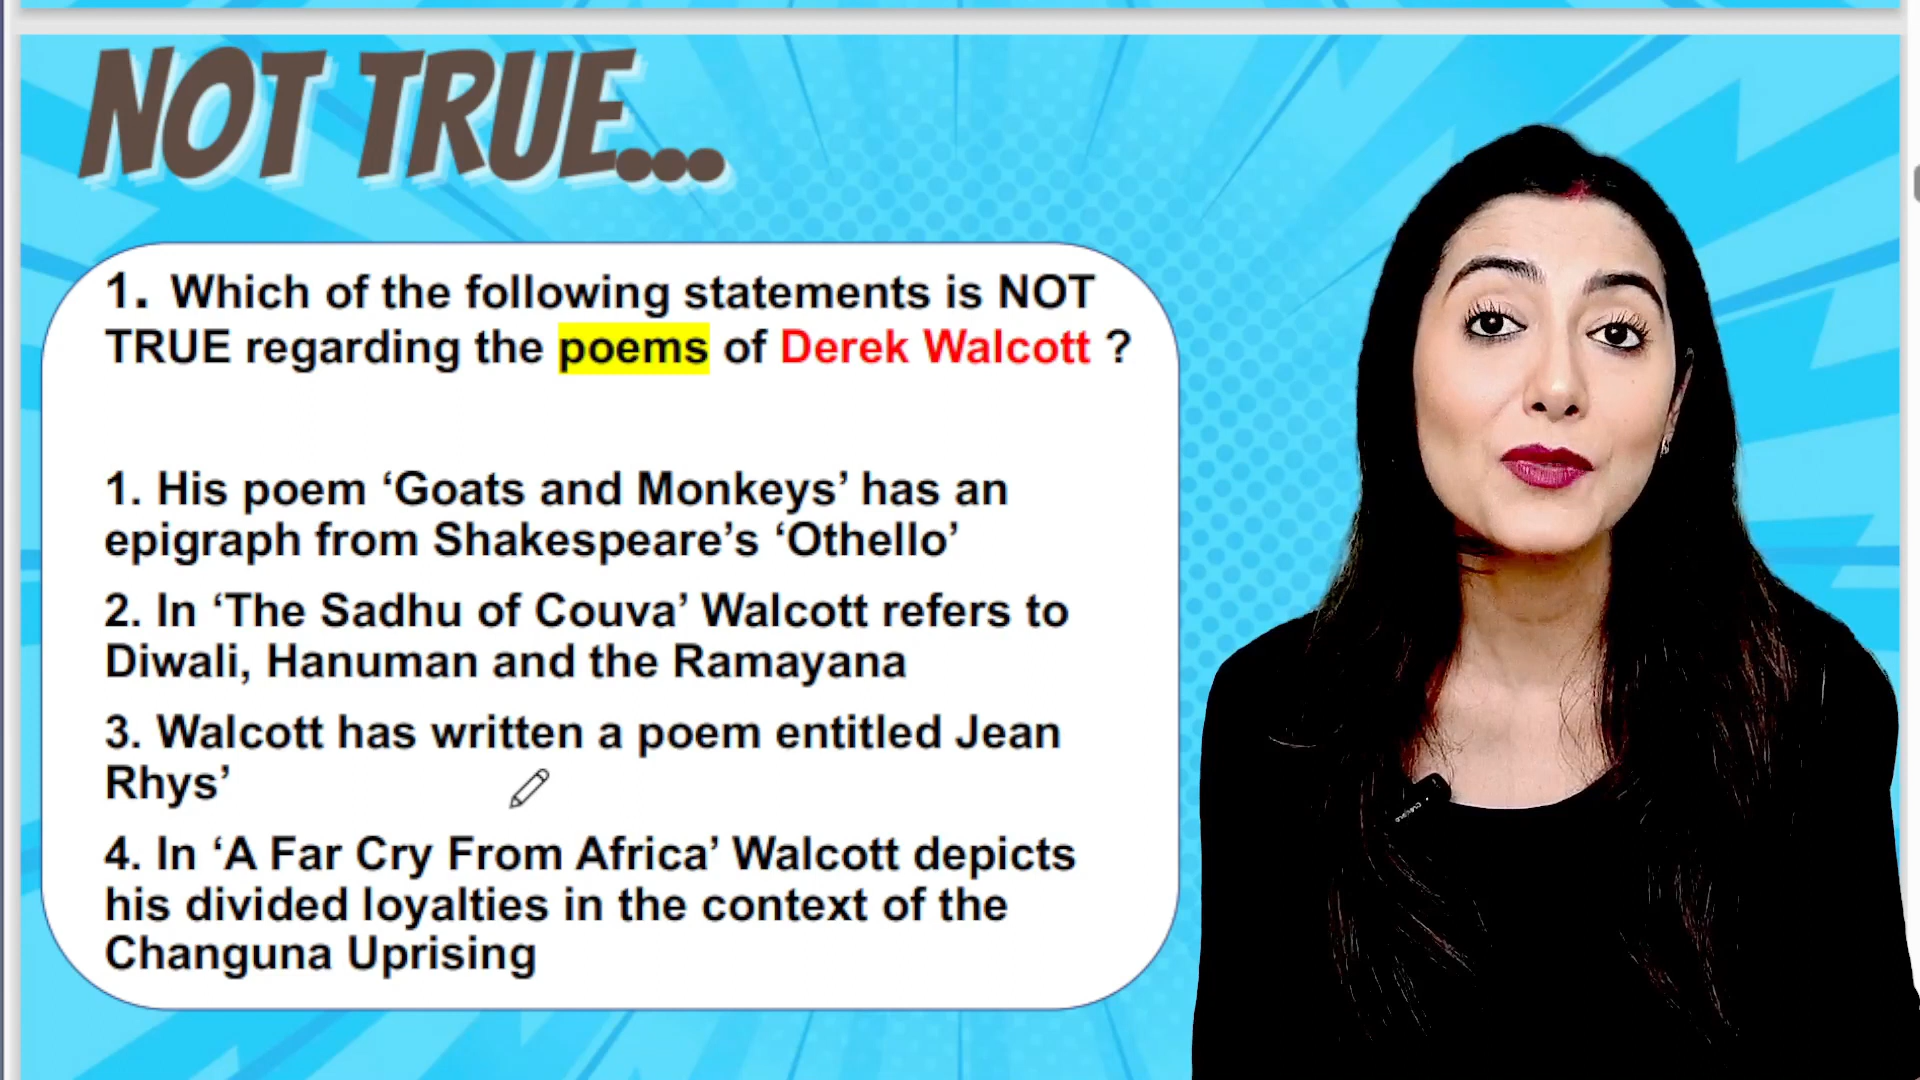 NOT TRUE...
1. Which of the following statements is NOT
TRUE regarding the poems of Derek Walcott ?
1. His poem ‘Goats and Monkeys’ has an
epigraph from Shakespeare’s ‘Othello’
2. In ‘The Sadhu of Couva’ Walcott refers to
Diwali, Hanuman and the Ramayana
3. Walcott has written a poem entitled Jean
Rhys’
4. In ‘A Far Cry From Africa’ Walcott depicts
his divided loyalties in the context of the
Changuna Uprising